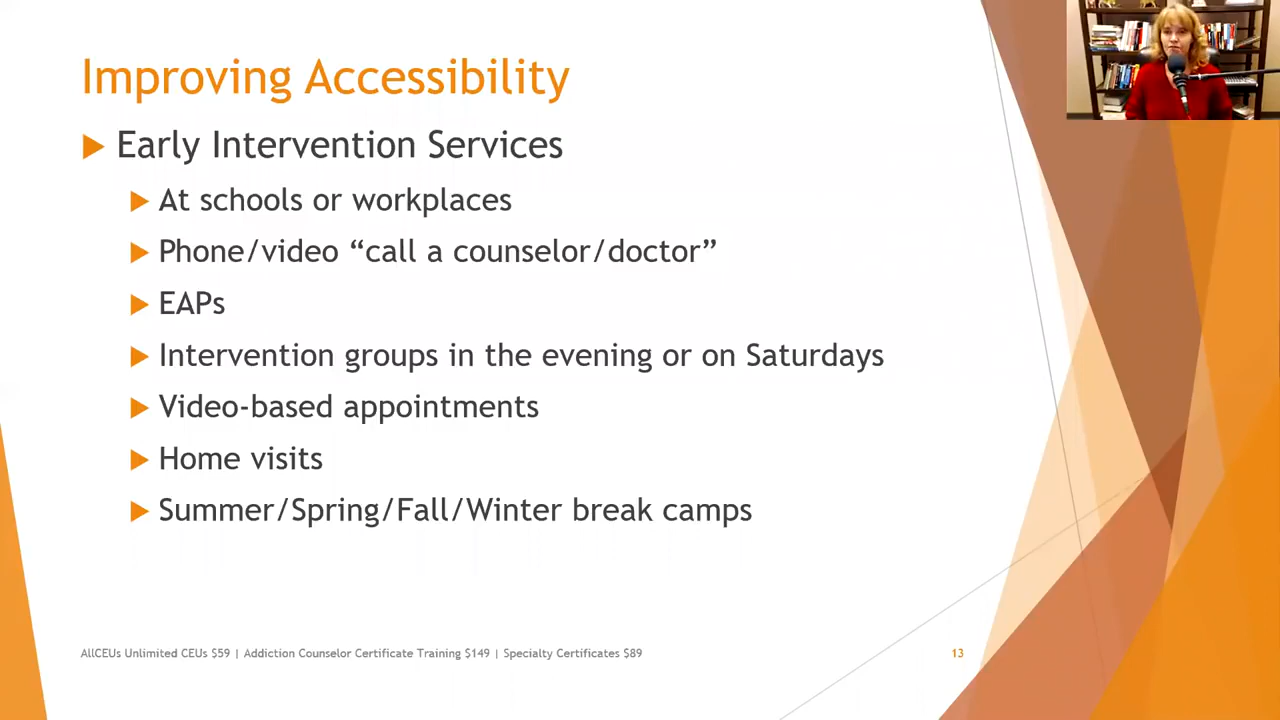 Improving Accessibility
Early Intervention Services
At schools or workplaces
Phone/video “call a counselor/doctor”
EAPs
Intervention groups in the evening or on Saturdays
Video-based appointments
Home visits
Summer/Spring/Fall/Winter break camps
AllCEUs Unlimited CEUs $59 | Addiction Counselor Certificate Training $149 | Specialty Certificates $89
13